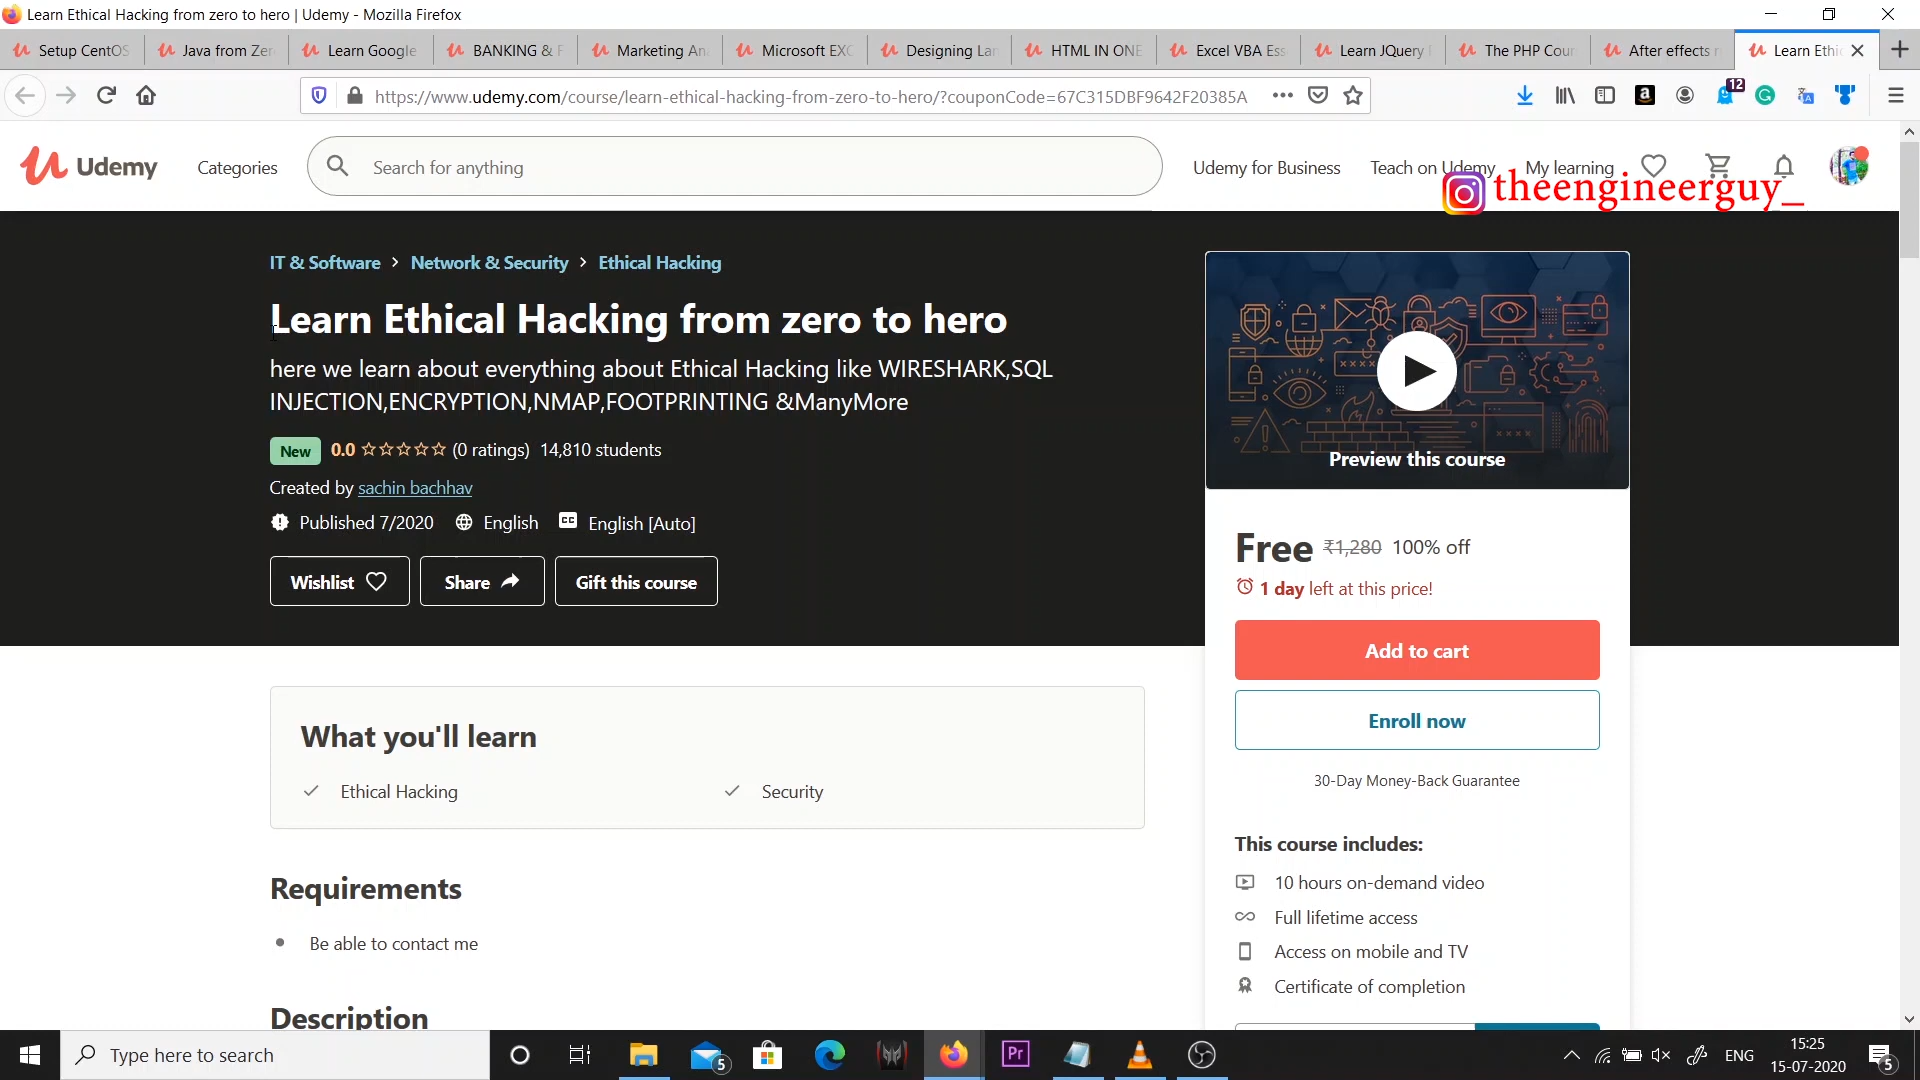 Learn Ethical Hacking from zero to hero | Udemy - Mozilla Firefox
Setup CentOS
Java from Zer
Learn Google
BANKING & F
Marketing An
Microsoft EXC
Designing Lan
HTML IN ONE
Excel VBA Ess
Learn JQuery
The PHP Cour
After effects
Learn Ethic
https://www.udemy.com/course/learn-ethical-hacking-from-zero-to-hero/?couponCode=67C315DBF9642F20385A
12
Udemy
Categories
Search for anything
Udemy for Business
Teach on Udemy
My learning
theengineerguy_
IT & Software > Network & Security > Ethical Hacking
Learn Ethical Hacking from zero to hero
here we learn about everything about Ethical Hacking like WIRESHARK,SQL
INJECTION,ENCRYPTION,NMAP,FOOTPRINTING &ManyMore
New 0.0 (0 ratings) 14,810 students
Created by sachin bachhav
Published 7/2020 English CC English [Auto]
Wishlist
Share
Gift this course
Preview this course
Free ₹1,280 100% off
1 day left at this price!
Add to cart
Enroll now
30-Day Money-Back Guarantee
This course includes:
10 hours on-demand video
Full lifetime access
Access on mobile and TV
Certificate of completion
What you'll learn
Ethical Hacking
Security
Requirements
Be able to contact me
Description
Type here to search
5
Pr
ENG
15:25
15-07-2020
5